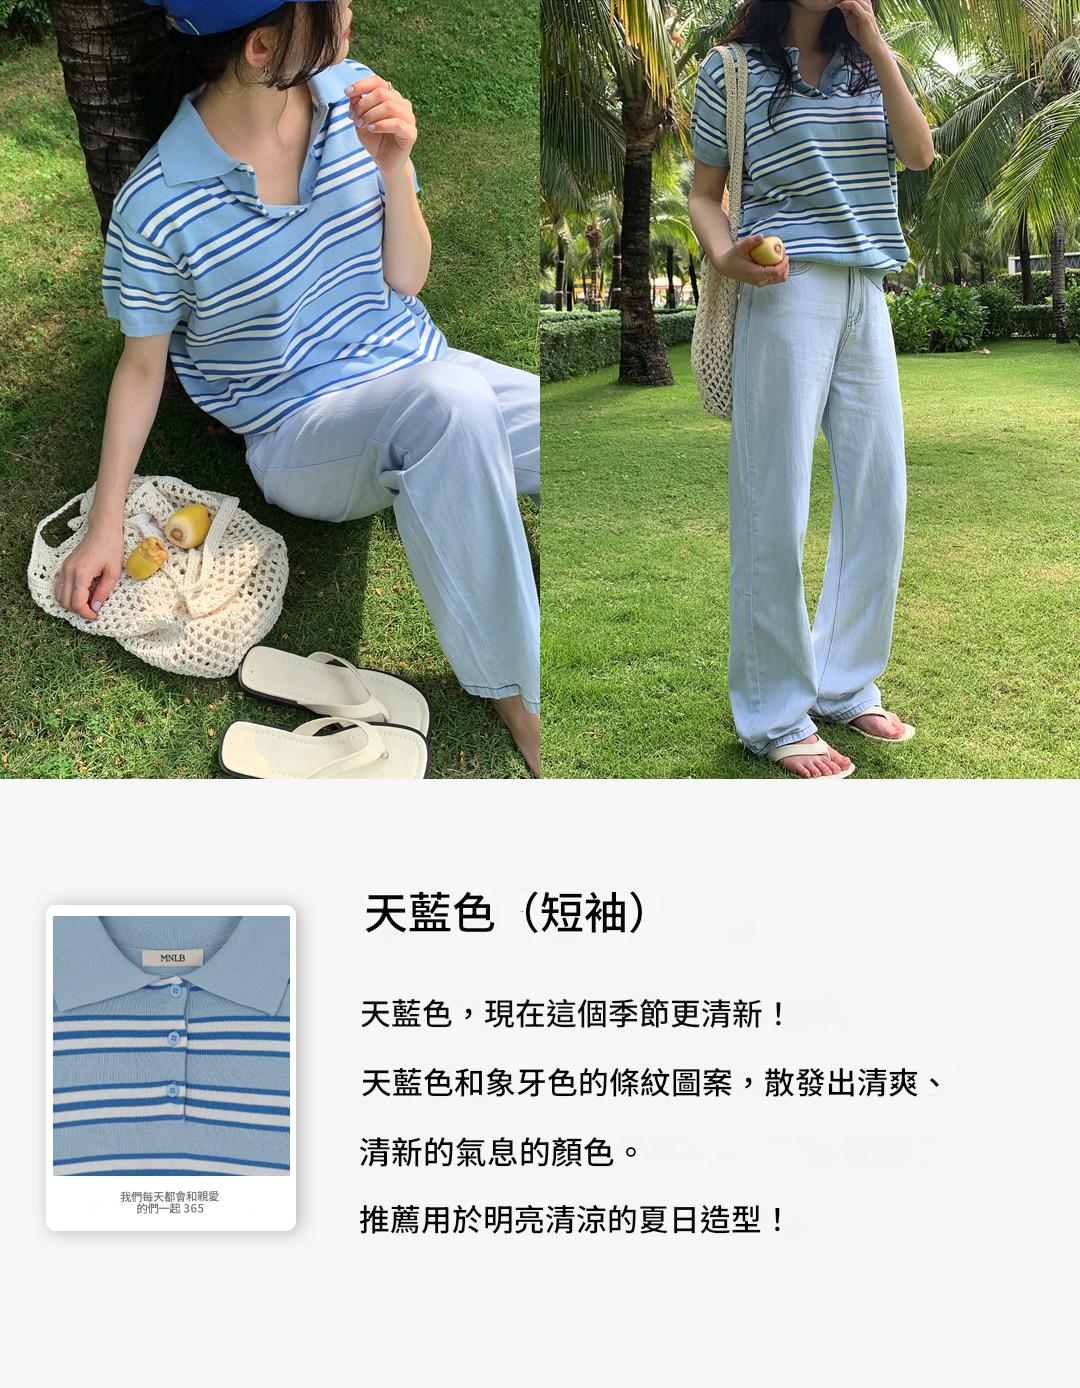 天藍色（短袖）
MNLB
天藍色，現在這個季節更清新！
天藍色和象牙色的條紋圖案，散發出清爽、
清新的氣息的顏色。
推薦用於明亮清涼的夏日造型！
我們每天都會和親愛
的們一起 365